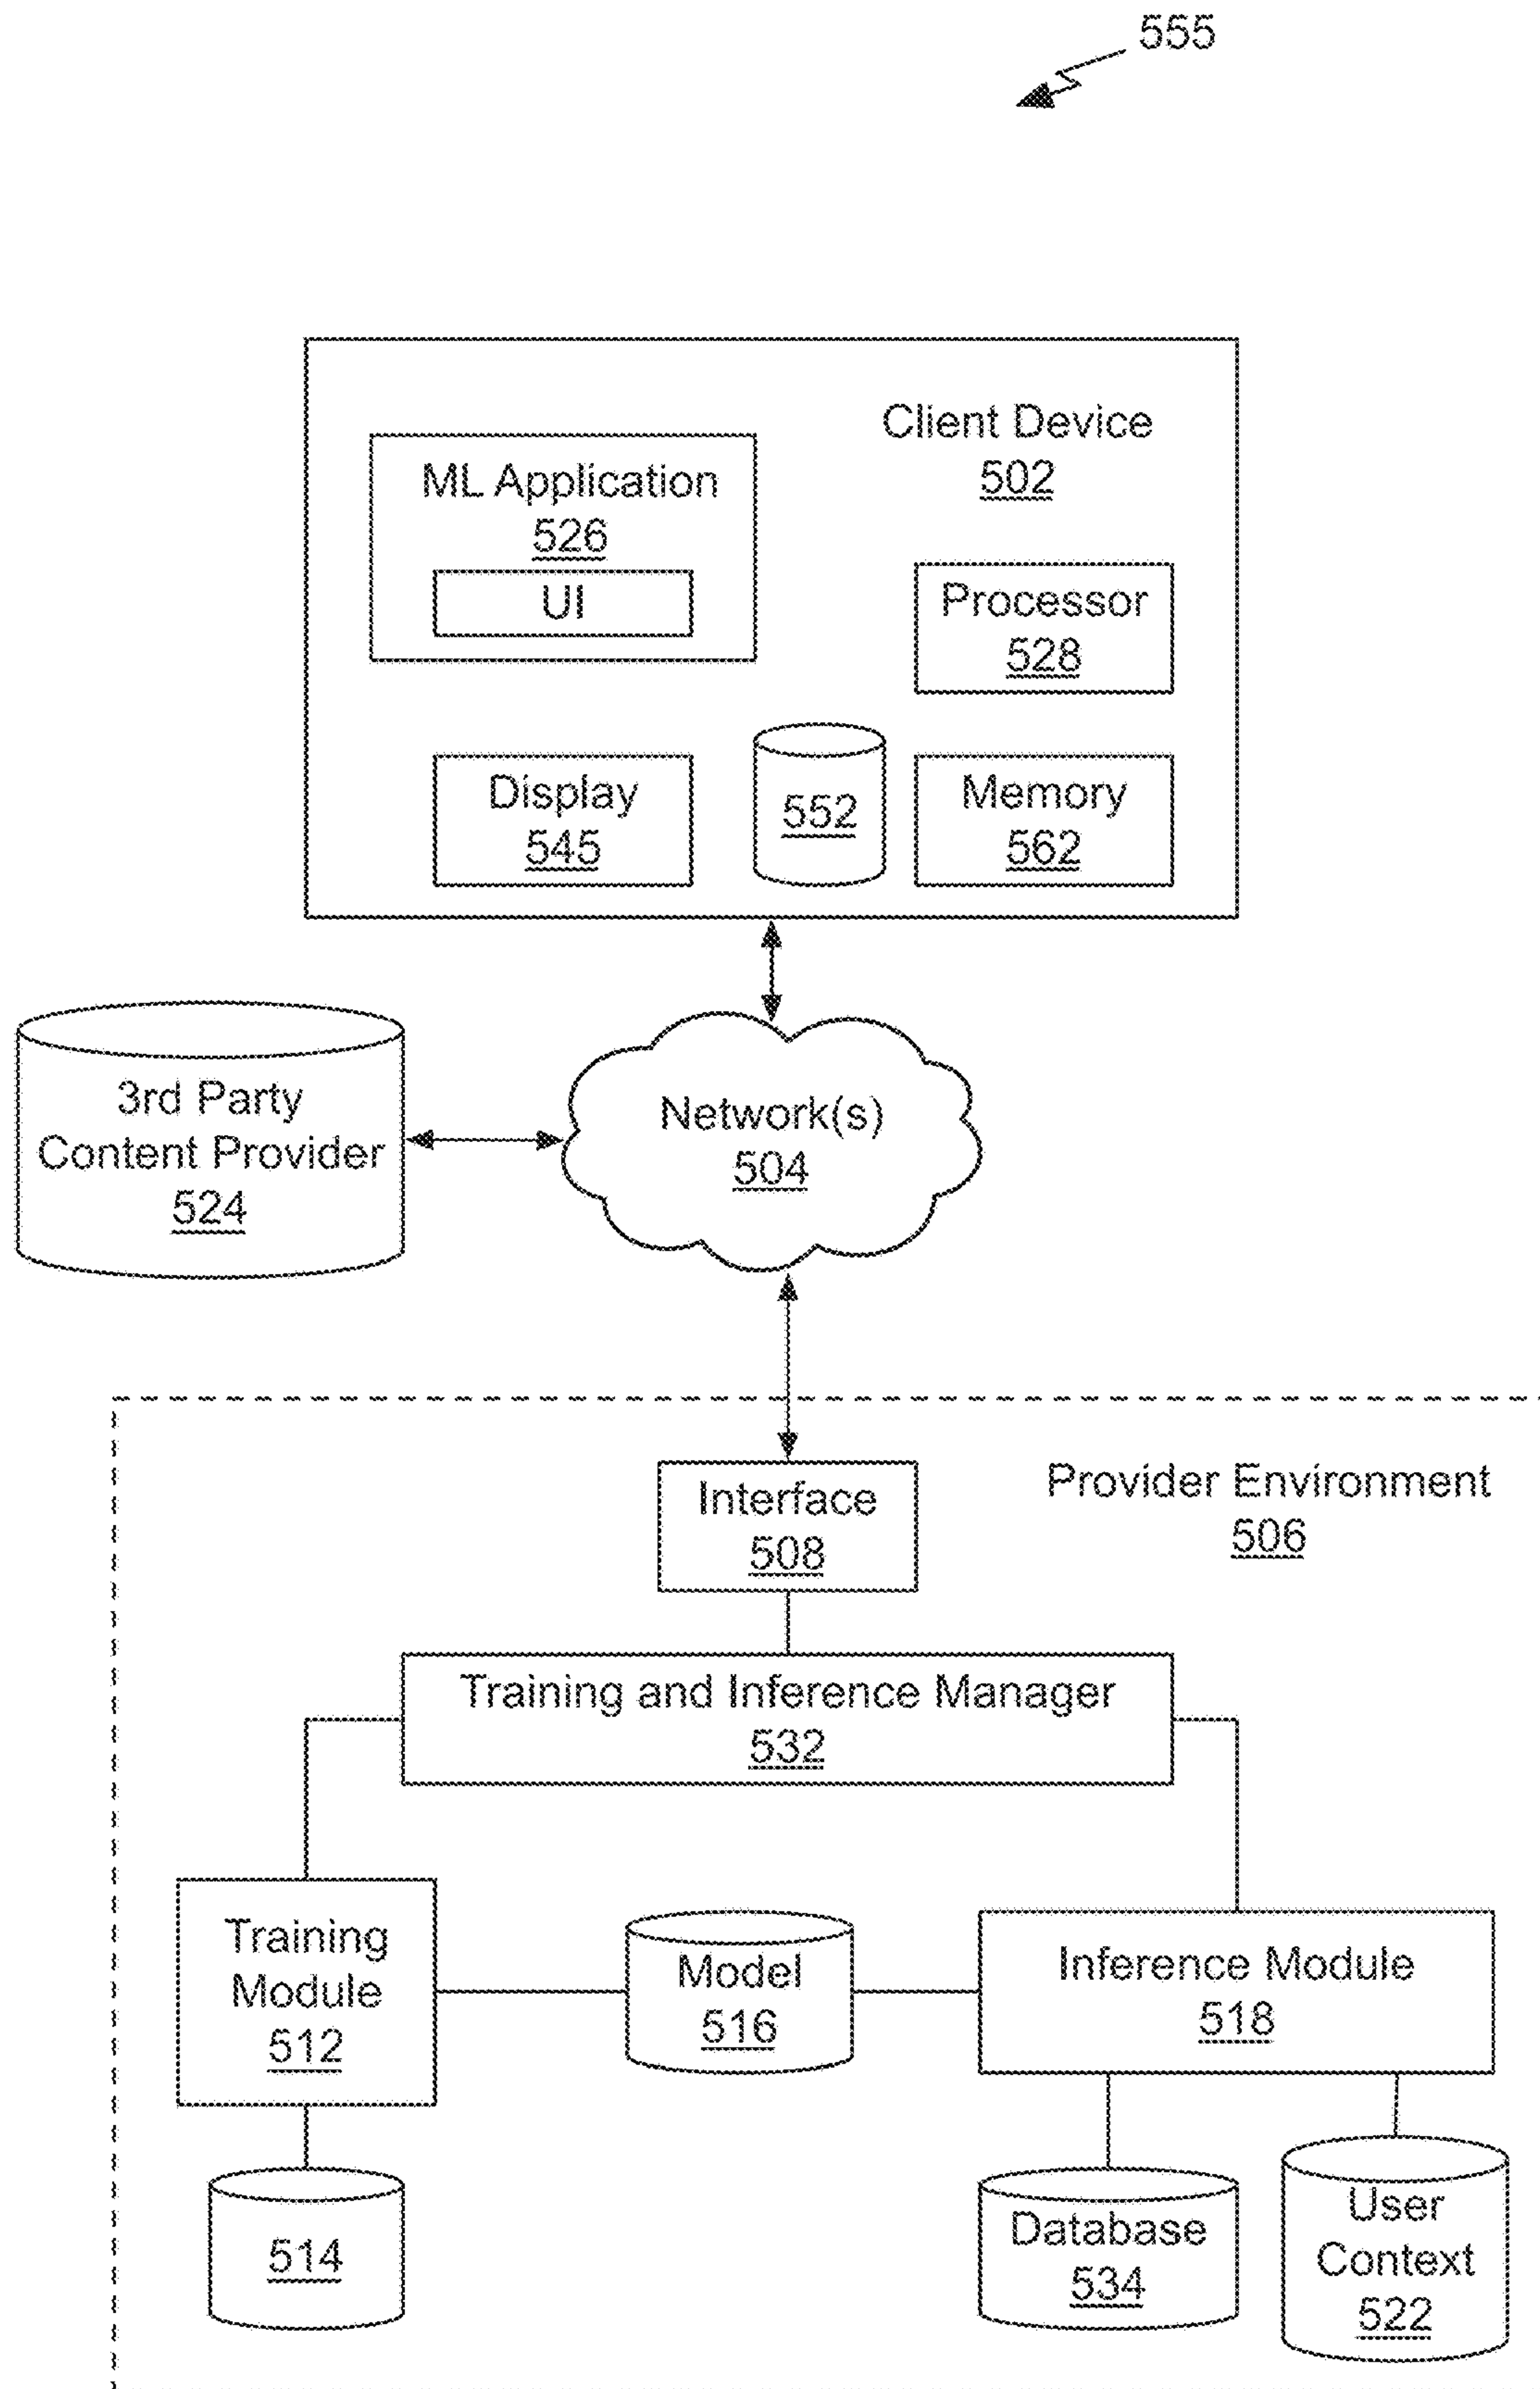 555
Client Device
502
ML Application
526
UI
Processor
528
Display
545
552
Memory
562
3rd Party
Content Provider
524
Network(s)
504
Provider Environment
506
Interface
508
Training and Inference Manager
532
Training
Module
512
Model
516
Inference Module
518
514
Database
534
User
Context
522